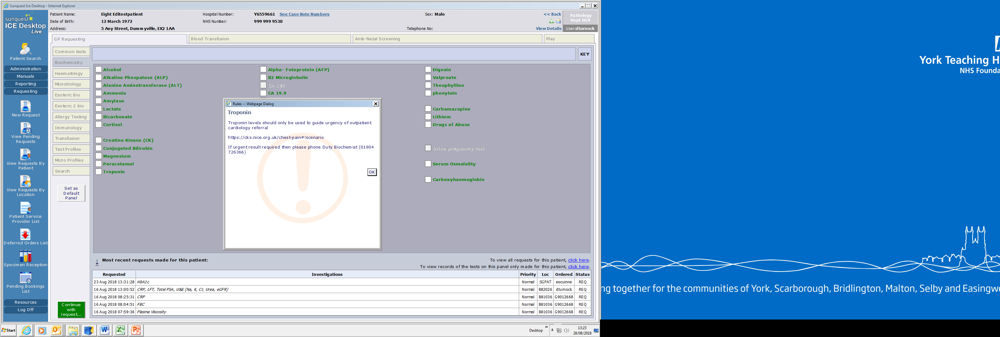 Sunquest Ice Desktop - Internet Explorer
sunquest
ICE Desktop
Live
Patient Name: Eight Editestpatient Hospital Number: Y6559661 See Case Note Numbers Sex: Male << Back
Date of Birth: 12 March 1972 NHS Number: 999 999 9530
Address: 5 Any Street, Dummyville, EX2 1AA Telephone No: View Details
Pathology
Dept SGH
User:dturnock
Patient Search
Administration
Manuals
Reporting
Requesting
New Request
View Pending
Requests
View Requests By
Patient
View Requests By
Location
Patient Service
Provider List
Deferred Orders List
Specimen Reception
Pending Bookings
List
Resources
Log Off
GP Requesting Blood Transfusion Ante-Natal Screening Play
Common tests
Biochemistry
Haematology
Microbiology
Esoteric Bio
Esoteric 2 bio
Allergy Testing
Immunology
Transfusion
Test Profiles
Micro Profiles
Search
Set as
Default
Panel
Continue
with
request...
KEY
Alcohol
Alkaline Phospatase (ALP)
Alanine Aminotransferase (ALT)
Ammonia
Amylase
Lactate
Bicarbonate
Cortisol
Creatine Kinase (CK)
Conjugated Bilirubin
Magnesium
Paracetamol
Troponin
Alpha- Fetoprotein (AFP)
B2 Microglobulin
CA 125
CA 19.9
Digoxin
Valproate
Theophylline
phenytoin
Carbamazapine
Lithium
Drugs of Abuse
Urine pregnancy test
Serum Osmolality
Carboxyhaemoglobin
Rules -- Webpage Dialog
Troponin
Troponin levels should only be used to guide urgency of outpatient
cardiology referral
https://cks.nice.org.uk/chest-pain#!scenario
If urgent result required then please phone Duty Biochemist (01904
726366)
OK
Most recent requests made for this patient: To view all requests for this patient, click here.
To view records of the tests on this panel only made for this patient, click here.
Requested Investigations Priority Loc Ordered Status
23 Aug 2018 13:31:28 HbA1c Normal SGPAT eocuinne REQ
16 Aug 2018 13:00:52 CRP, LFT, Total PSA, U&E (Na, K, Cr, Urea, eGFR) Normal B82026 dturnock REQ
16 Aug 2018 08:25:31 CRP Normal B81036 G9012668 REQ
16 Aug 2018 08:04:51 FBC Normal B81036 G9012668 REQ
16 Aug 2018 07:59:36 Plasma Viscosity Normal B81036 G9012668 REQ
Start
Desktop
13:23
28/08/2018
York Teaching H
NHS Founda
ng together for the communities of York, Scarborough, Bridlington, Malton, Selby and Easingwo